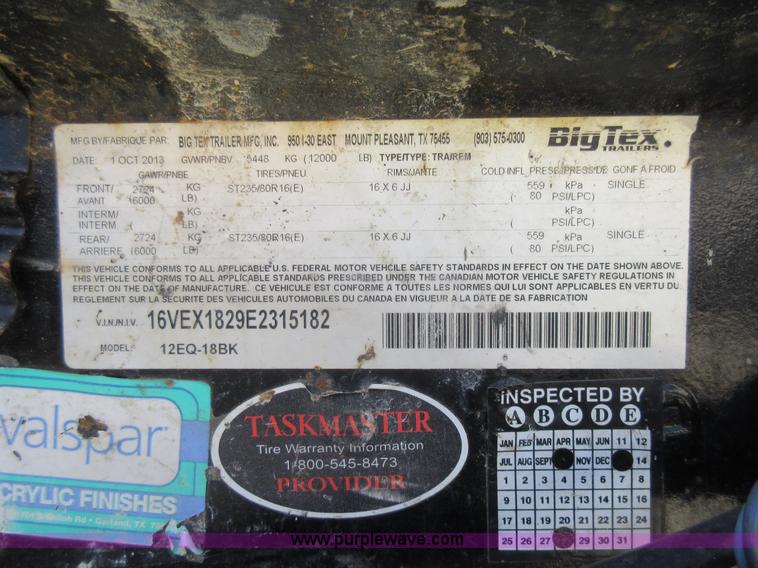 MFG BY/FABRIQUE PAR: BIG TEX TRAILER MFG, INC. 950 I-30 EAST MOUNT PLEASANT, TX 75455 (903) 575-0300
Big Tex.
TRAILERS
DATE: 1 OCT 2013 GVWR/PNBV 5448 KG (12000 LB) TYPE/TYPE: TRA/REM
GAWR/PNBE TIRES/PNEU RIMS/JANTE COLD INFL. PRESS./PRESS. DE GONF A FROID
FRONT/ 2724 KG ST235/80R16(E) 16 X 6 JJ 559 kPa SINGLE
AVANT (6000 LB) ( 80 PSI/LPC)
INTERM/ KG kPa
INTERM ( LB) ( PSI/LPC)
REAR/ 2724 KG ST235/80R16(E) 16 X 6 JJ 559 kPa SINGLE
ARRIERE (6000 LB) ( 80 PSI/LPC)
THIS VEHICLE CONFORMS TO ALL APPLICABLE U.S. FEDERAL MOTOR VEHICLE SAFETY STANDARDS IN EFFECT ON THE DATE SHOWN ABOVE.
THIS VEHICLE CONFORMS TO ALL APPLICABLE STANDARDS PRESCRIBED UNDER THE CANADIAN MOTOR VEHICLE SAFETY REGULATIONS IN
EFFECT ON THE DATE OF MANUFACTURE. CE VEHICULE EST CONFORME A TOUTES LES NORMES QUI LUI SONT APPLICABLES EN VERTU DU
REGLEMENT SUR LA SECURITE DES VEHICULES AUTOMOBILES DU CANADA EN VIGUEUR A LA DATE DE SA FABRICATION
V.I.N./N.I.V. 16VEX1829E2315182
MODEL: 12EQ-18BK
valspar
CRYLIC FINISHES
Rd • Garland, TX
TASKMASTER
Tire Warranty Information
1/800-545-8473
PROVIDER
INSPECTED BY
A B C D E
JAN FEB MAR APR MAY JUN 11 12
JUL AUG SEPT NOV DEC 14
1 2 3 4 5 6 7 8
9 10 11 12 13 14 15 16
17 18 19 20 21 22 23 24
25 26 27 29 30 31
www.purplewave.com